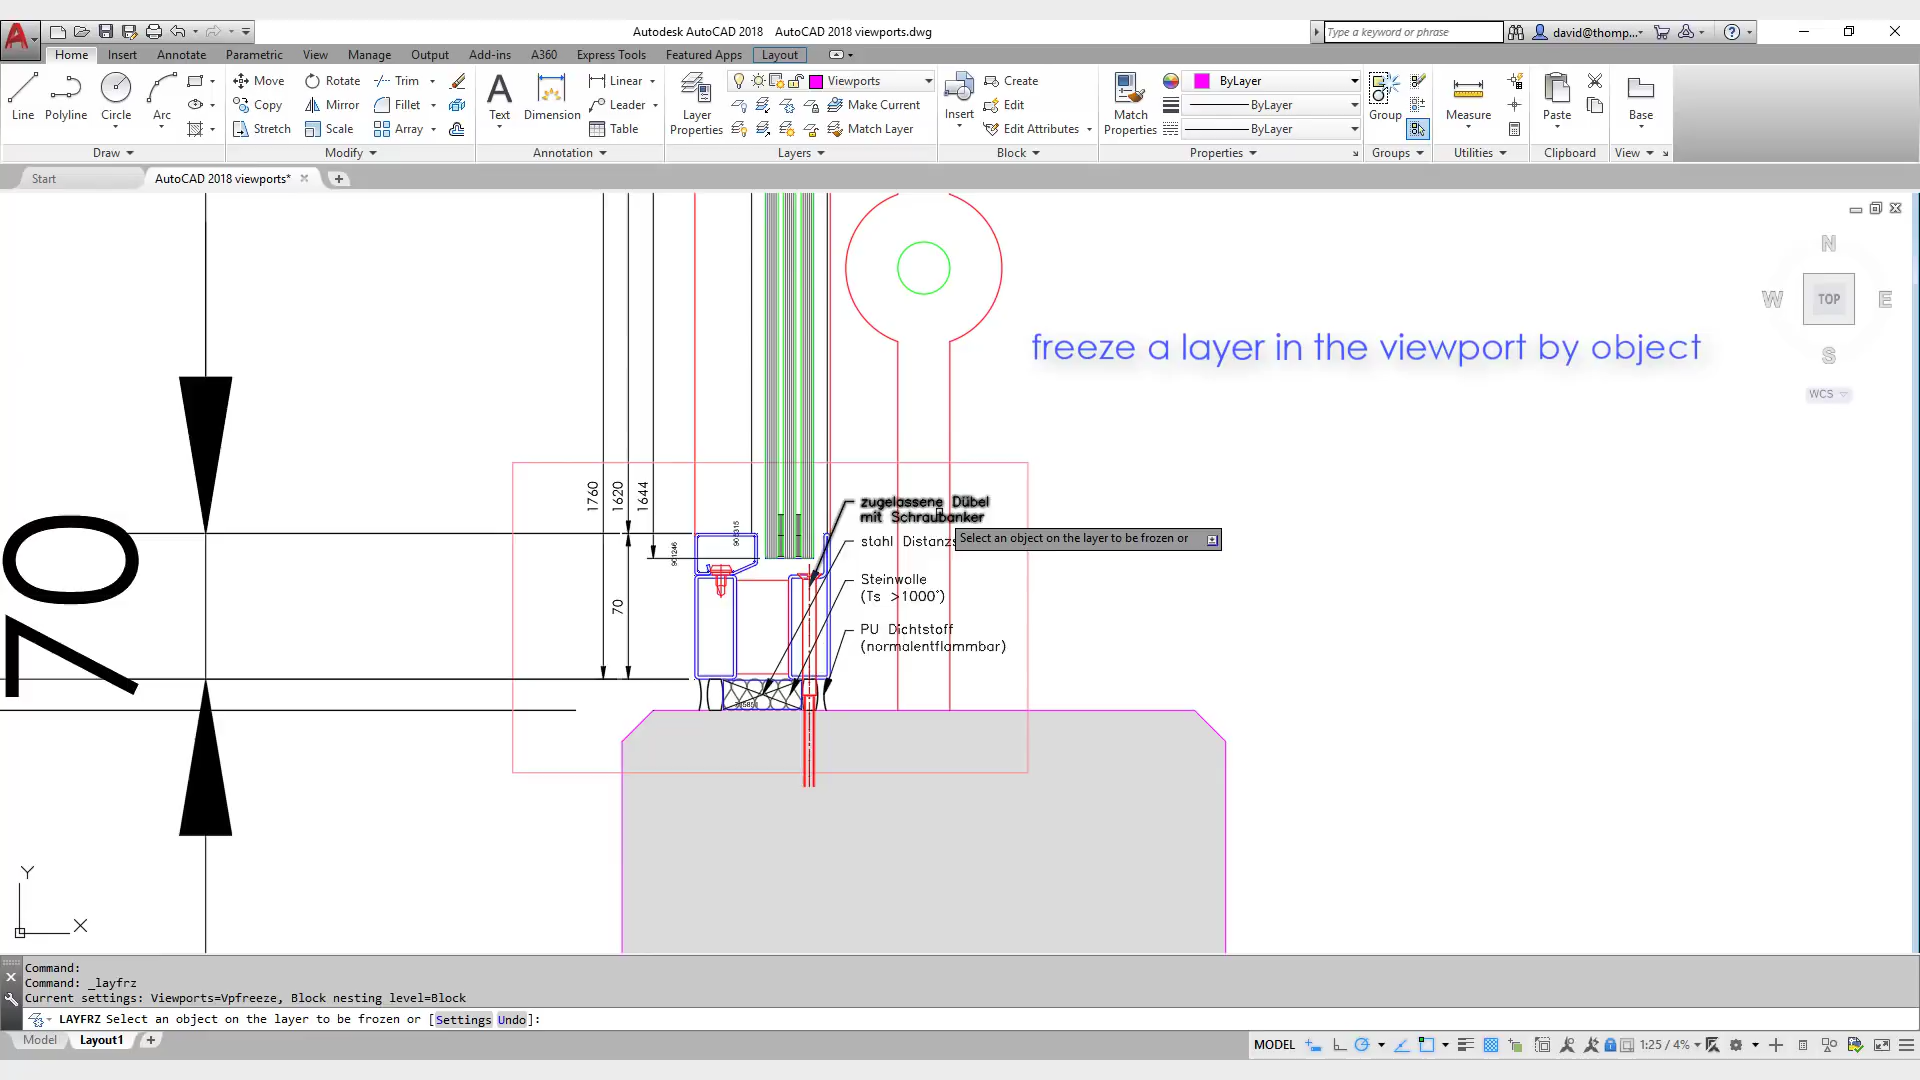 Autodesk AutoCAD 2018 AutoCAD 2018 viewports.dwg
Type a keyword or phrase
david@thomp...
Home Insert Annotate Parametric View Manage Output Add-ins A360 Express Tools Featured Apps Layout
Line
Polyline
Circle
Arc
Move
Copy
Stretch
Rotate
Mirror
Scale
Trim
Fillet
Array
Text
Dimension
Linear
Leader
Table
Layer
Properties
Viewports
Make Current
Match Layer
Insert
Create
Edit
Edit Attributes
Match
Properties
ByLayer
ByLayer
ByLayer
Group
Measure
Paste
Base
Draw Modify Annotation Layers Block Properties Groups Utilities Clipboard View
Start
AutoCAD 2018 viewports*
N
W
TOP
E
S
WCS
freeze a layer in the viewport by object
1760
1620
1644
70
70
901246
zugelassene Dübel
mit Schraubanker
stahl Distanzs
Select an object on the layer to be frozen or
Steinwolle
(Ts >1000°)
PU Dichtstoff
(normalentflammbar)
Y
X
Command:
Command: _layfrz
Current settings: Viewports=Vpfreeze, Block nesting level=Block
LAYFRZ Select an object on the layer to be frozen or [Settings Undo]:
Model
Layout1
MODEL
1:25 / 4%